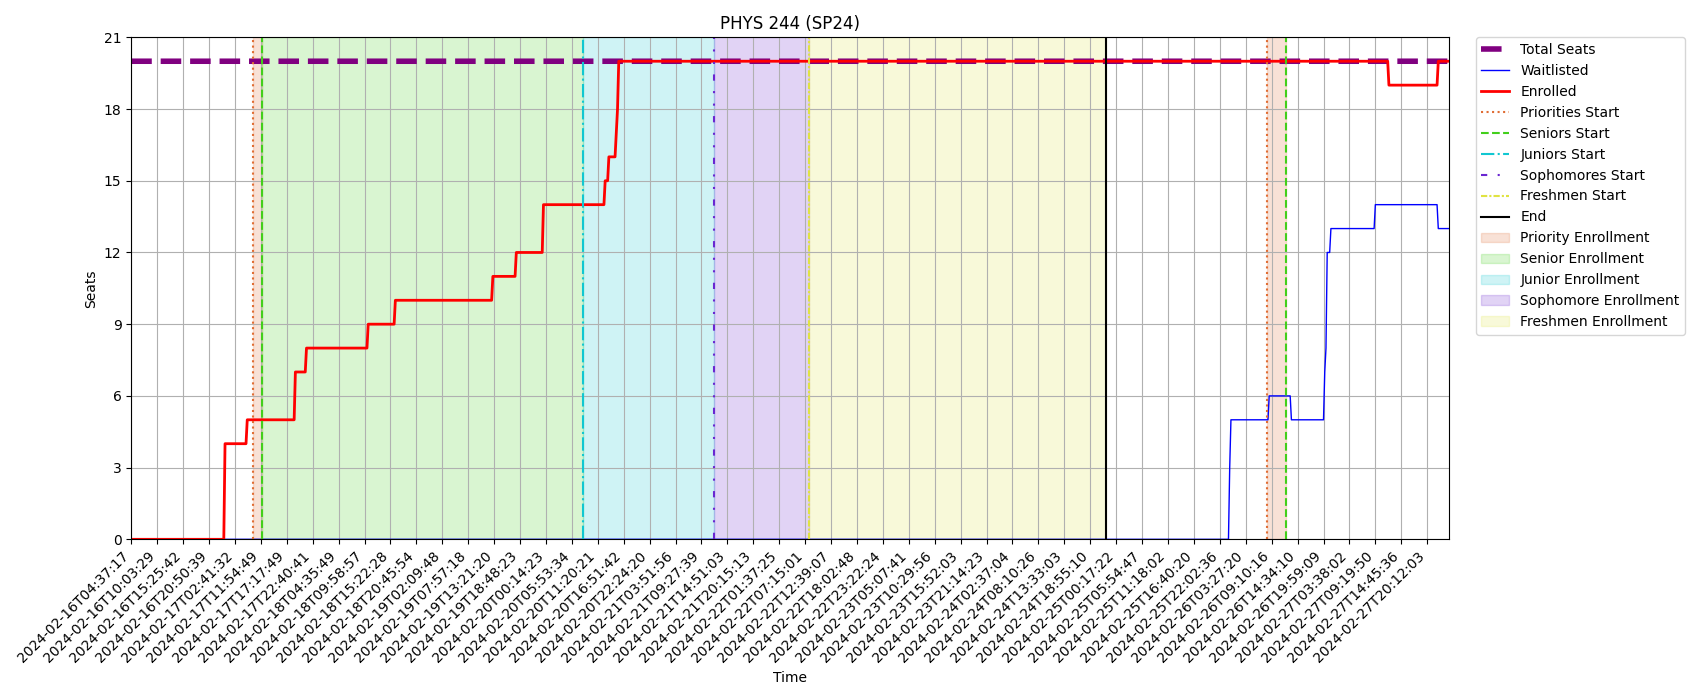 PHYS 244 (SP24)
Seats
21
18
15
12
9
6
3
0
2024-02-16T04:37:17
2024-02-16T10:03:29
2024-02-16T15:25:42
2024-02-16T20:50:39
2024-02-17T02:41:32
2024-02-17T11:54:49
2024-02-17T17:17:49
2024-02-17T22:40:41
2024-02-18T04:35:49
2024-02-18T09:58:57
2024-02-18T15:22:28
2024-02-18T20:45:54
2024-02-19T02:09:48
2024-02-19T07:57:18
2024-02-19T13:21:20
2024-02-19T18:48:23
2024-02-20T00:14:23
2024-02-20T05:53:34
2024-02-20T11:20:21
2024-02-20T16:51:42
2024-02-20T22:24:20
2024-02-21T03:51:56
2024-02-21T09:27:39
2024-02-21T14:51:03
2024-02-21T20:15:13
2024-02-22T01:37:25
2024-02-22T07:15:01
2024-02-22T12:39:07
2024-02-22T18:02:48
2024-02-22T23:22:24
2024-02-23T05:07:41
2024-02-23T10:29:56
2024-02-23T15:52:03
2024-02-23T21:14:23
2024-02-24T02:37:04
2024-02-24T08:10:26
2024-02-24T13:33:03
2024-02-24T18:55:10
2024-02-25T00:17:22
2024-02-25T05:54:47
2024-02-25T11:18:02
2024-02-25T16:40:20
2024-02-25T22:02:36
2024-02-26T03:27:20
2024-02-26T09:10:16
2024-02-26T14:34:10
2024-02-26T19:59:09
2024-02-27T03:38:02
2024-02-27T09:19:50
2024-02-27T14:45:36
2024-02-27T20:12:03
Time
Total Seats
Waitlisted
Enrolled
Priorities Start
Seniors Start
Juniors Start
Sophomores Start
Freshmen Start
End
Priority Enrollment
Senior Enrollment
Junior Enrollment
Sophomore Enrollment
Freshmen Enrollment